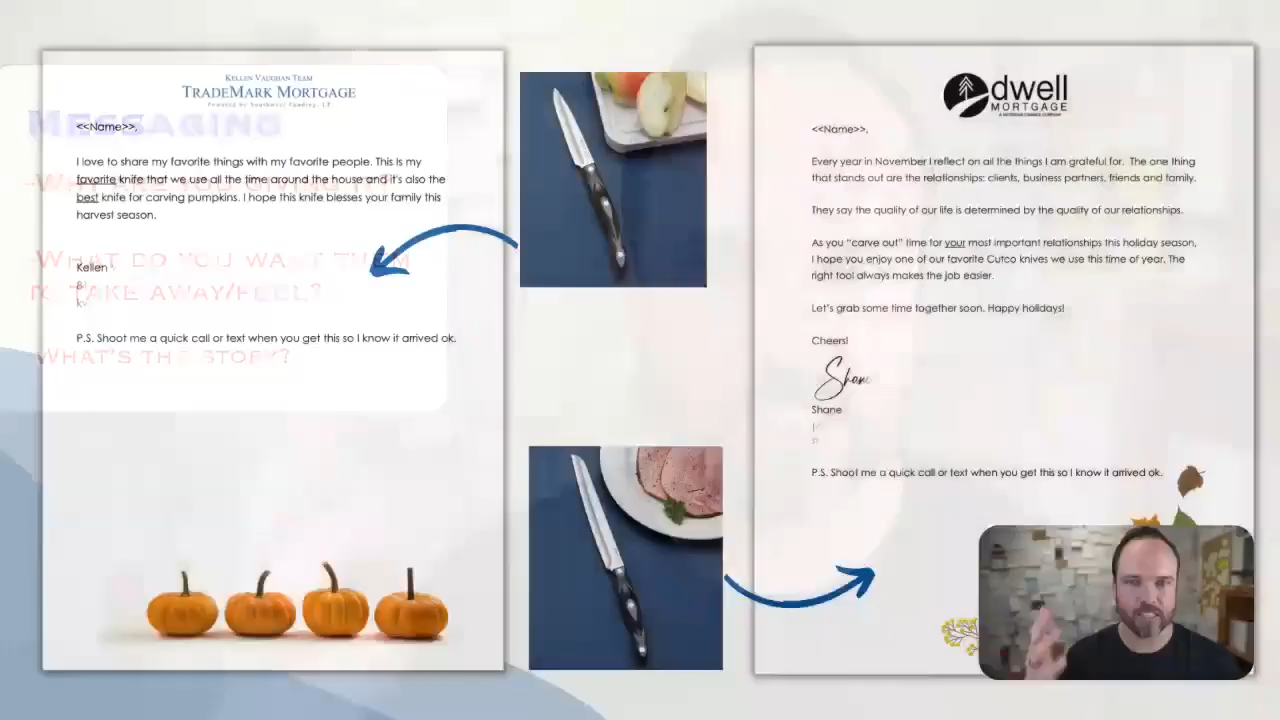 KELLEN VAUGHAN TEAM
TRADEMARK MORTGAGE
Powered by Southwest Funding, LP
<<Name>>,
I love to share my favorite things with my favorite people. This is my
favorite knife that we use all the time around the house and it's also the
best knife for carving pumpkins. I hope this knife blesses your family this
harvest season.
Kellen
P.S. Shoot me a quick call or text when you get this so I know it arrived ok.
MESSAGING
-WHY ARE YOU GIVING IT?
-WHAT DO YOU WANT THEM
TO TAKE AWAY/FEEL?
-WHAT'S THE STORY?
dwell
MORTGAGE
<<Name>>,
Every year in November I reflect on all the things I am grateful for. The one thing
that stands out are the relationships: clients, business partners, friends and family.
They say the quality of our life is determined by the quality of our relationships.
As you “carve out” time for your most important relationships this holiday season,
I hope you enjoy one of our favorite Cutco knives we use this time of year. The
right tool always makes the job easier.
Let's grab some time together soon. Happy holidays!
Cheers!
Shane
Shane
P.S. Shoot me a quick call or text when you get this so I know it arrived ok.